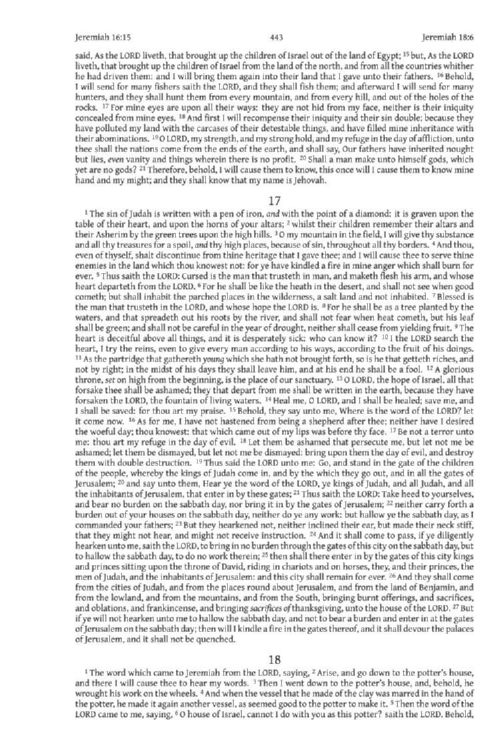 Jeremiah 16:15 443 Jeremiah 18:6
said, As the LORD liveth, that brought up the children of Israel out of the land of Egypt; 15 but, As the LORD
liveth, that brought up the children of Israel from the land of the north, and from all the countries whither
he had driven them: and I will bring them again into their land that I gave unto their fathers. 16 Behold,
I will send for many fishers saith the LORD, and they shall fish them; and afterward I will send for many
hunters, and they shall hunt them from every mountain, and from every hill, and out of the holes of the
rocks. 17 For mine eyes are upon all their ways: they are not hid from my face, neither is their iniquity
concealed from mine eyes. 18 And first I will recompense their iniquity and their sin double; because they
have polluted my land with the carcases of their detestable things, and have filled mine inheritance with
their abominations. 19 O LORD, my strength, and my strong hold, and my refuge in the day of affliction, unto
thee shall the nations come from the ends of the earth, and shall say, Our fathers have inherited nought
but lies, even vanity and things wherein there is no profit. 20 Shall a man make unto himself gods, which
yet are no gods? 21 Therefore, behold, I will cause them to know, this once will I cause them to know mine
hand and my might; and they shall know that my name is Jehovah.
17
1 The sin of Judah is written with a pen of iron, and with the point of a diamond: it is graven upon the
table of their heart, and upon the horns of your altars; 2 whilst their children remember their altars and
their Asherim by the green trees upon the high hills. 3 O my mountain in the field, I will give thy substance
and all thy treasures for a spoil, and thy high places, because of sin, throughout all thy borders. 4 And thou,
even of thyself, shalt discontinue from thine heritage that I gave thee; and I will cause thee to serve thine
enemies in the land which thou knowest not: for ye have kindled a fire in mine anger which shall burn for
ever. 5 Thus saith the LORD: Cursed is the man that trusteth in man, and maketh flesh his arm, and whose
heart departeth from the LORD. 6 For he shall be like the heath in the desert, and shall not see when good
cometh; but shall inhabit the parched places in the wilderness, a salt land and not inhabited. 7 Blessed is
the man that trusteth in the LORD, and whose hope the LORD is. 8 For he shall be as a tree planted by the
waters, and that spreadeth out his roots by the river, and shall not fear when heat cometh, but his leaf
shall be green; and shall not be careful in the year of drought, neither shall cease from yielding fruit. 9 The
heart is deceitful above all things, and it is desperately sick: who can know it? 10 I the LORD search the
heart, I try the reins, even to give every man according to his ways, according to the fruit of his doings.
11 As the partridge that gathereth young which she hath not brought forth, so is he that getteth riches, and
not by right; in the midst of his days they shall leave him, and at his end he shall be a fool. 12 A glorious
throne, set on high from the beginning, is the place of our sanctuary. 13 O LORD, the hope of Israel, all that
forsake thee shall be ashamed; they that depart from me shall be written in the earth, because they have
forsaken the LORD, the fountain of living waters. 14 Heal me, O LORD, and I shall be healed; save me, and
I shall be saved: for thou art my praise. 15 Behold, they say unto me, Where is the word of the LORD? let
it come now. 16 As for me, I have not hastened from being a shepherd after thee; neither have I desired
the woeful day; thou knowest: that which came out of my lips was before thy face. 17 Be not a terror unto
me: thou art my refuge in the day of evil. 18 Let them be ashamed that persecute me, but let not me be
ashamed; let them be dismayed, but let not me be dismayed: bring upon them the day of evil, and destroy
them with double destruction. 19 Thus said the LORD unto me: Go, and stand in the gate of the children
of the people, whereby the kings of Judah come in, and by the which they go out, and in all the gates of
Jerusalem; 20 and say unto them, Hear ye the word of the LORD, ye kings of Judah, and all Judah, and all
the inhabitants of Jerusalem, that enter in by these gates; 21 Thus saith the LORD: Take heed to yourselves,
and bear no burden on the sabbath day, nor bring it in by the gates of Jerusalem; 22 neither carry forth a
burden out of your houses on the sabbath day, neither do ye any work: but hallow ye the sabbath day, as I
commanded your fathers; 23 But they hearkened not, neither inclined their ear, but made their neck stiff,
that they might not hear, and might not receive instruction. 24 And it shall come to pass, if ye diligently
hearken unto me, saith the LORD, to bring in no burden through the gates of this city on the sabbath day, but
to hallow the sabbath day, to do no work therein; 25 then shall there enter in by the gates of this city kings
and princes sitting upon the throne of David, riding in chariots and on horses, they, and their princes, the
men of Judah, and the inhabitants of Jerusalem: and this city shall remain for ever. 26 And they shall come
from the cities of Judah, and from the places round about Jerusalem, and from the land of Benjamin, and
from the lowland, and from the mountains, and from the South, bringing burnt offerings, and sacrifices,
and oblations, and frankincense, and bringing sacrifices of thanksgiving, unto the house of the LORD. 27 But
if ye will not hearken unto me to hallow the sabbath day, and not to bear a burden and enter in at the gates
of Jerusalem on the sabbath day; then will I kindle a fire in the gates thereof, and it shall devour the palaces
of Jerusalem, and it shall not be quenched.
18
1 The word which came to Jeremiah from the LORD, saying, 2 Arise, and go down to the potter's house,
and there I will cause thee to hear my words. 3 Then I went down to the potter's house, and, behold, he
wrought his work on the wheels. 4 And when the vessel that he made of the clay was marred in the hand of
the potter, he made it again another vessel, as seemed good to the potter to make it. 5 Then the word of the
LORD came to me, saying, 6 O house of Israel, cannot I do with you as this potter? saith the LORD. Behold,